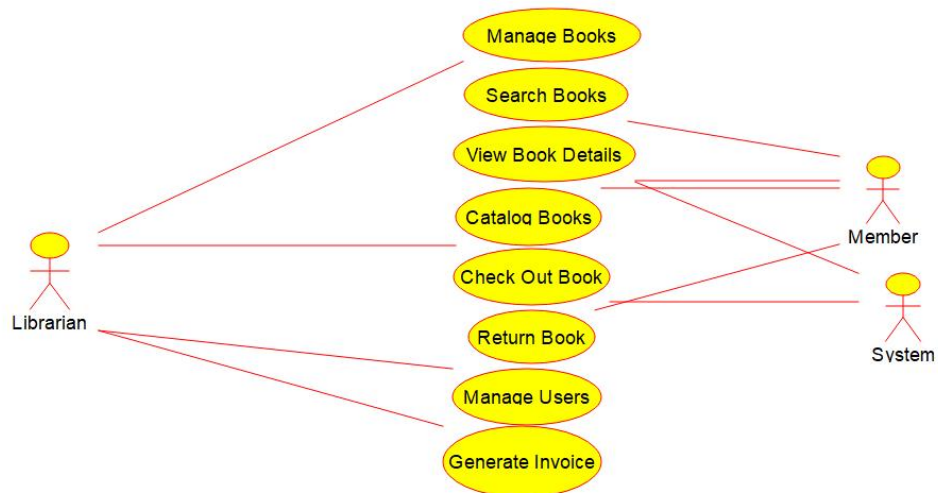 Manage Books
Search Books
View Book Details
Catalog Books
Check Out Book
Return Book
Manage Users
Generate Invoice
Librarian
Member
System